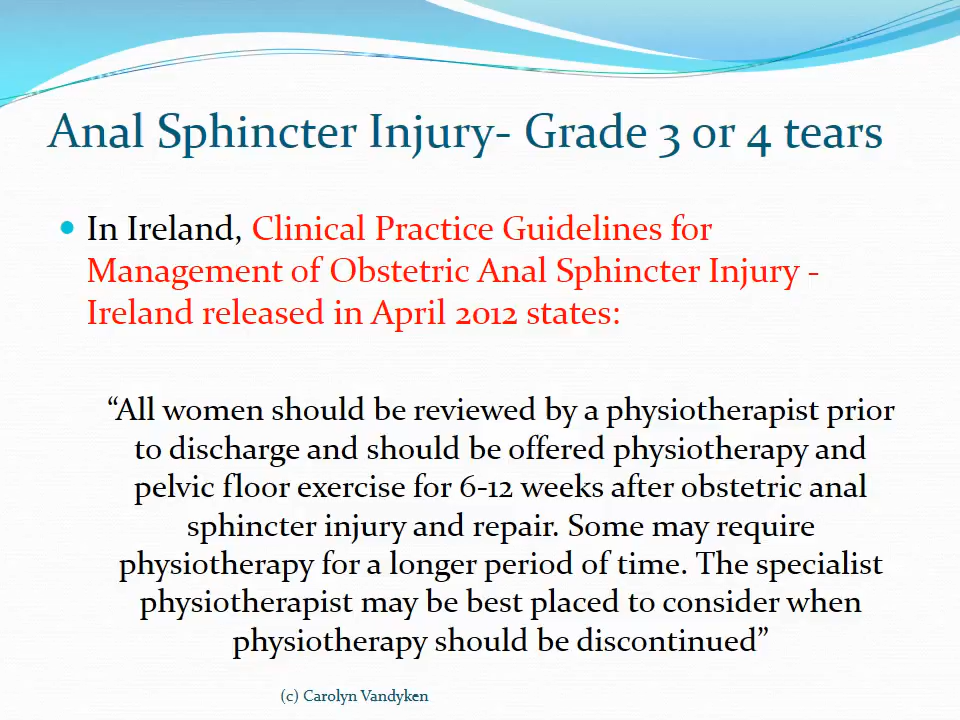 Anal Sphincter Injury- Grade 3 or 4 tears
In Ireland, Clinical Practice Guidelines for
Management of Obstetric Anal Sphincter Injury -
Ireland released in April 2012 states:
“All women should be reviewed by a physiotherapist prior
to discharge and should be offered physiotherapy and
pelvic floor exercise for 6-12 weeks after obstetric anal
sphincter injury and repair. Some may require
physiotherapy for a longer period of time. The specialist
physiotherapist may be best placed to consider when
physiotherapy should be discontinued”
(c) Carolyn Vandyken